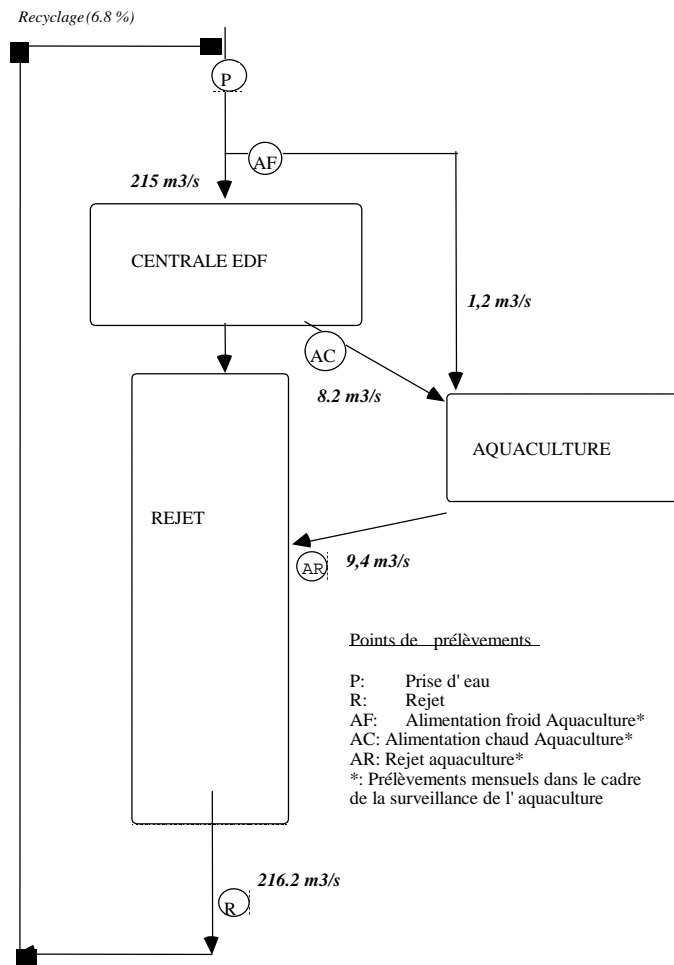 Recyclage (6.8 %)
P
AF
215 m3/s
CENTRALE EDF
1,2 m3/s
AC
8.2 m3/s
AQUACULTURE
REJET
AR
9,4 m3/s
Points de prélèvements
P: Prise d' eau
R: Rejet
AF: Alimentation froid Aquaculture*
AC: Alimentation chaud Aquaculture*
AR: Rejet aquaculture*
*: Prélèvements mensuels dans le cadre
de la surveillance de l' aquaculture
216.2 m3/s
R